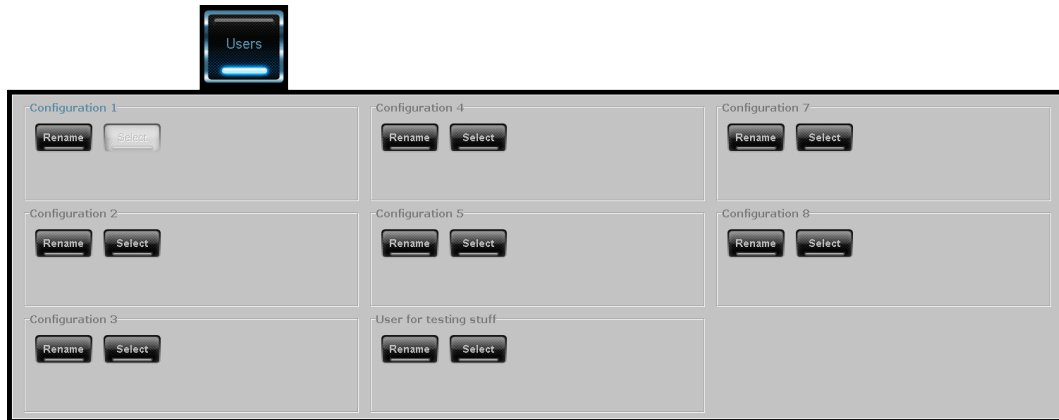 Users
Configuration 1
Rename Select
Configuration 4
Rename Select
Configuration 7
Rename Select
Configuration 2
Rename Select
Configuration 5
Rename Select
Configuration 8
Rename Select
Configuration 3
Rename Select
User for testing stuff
Rename Select